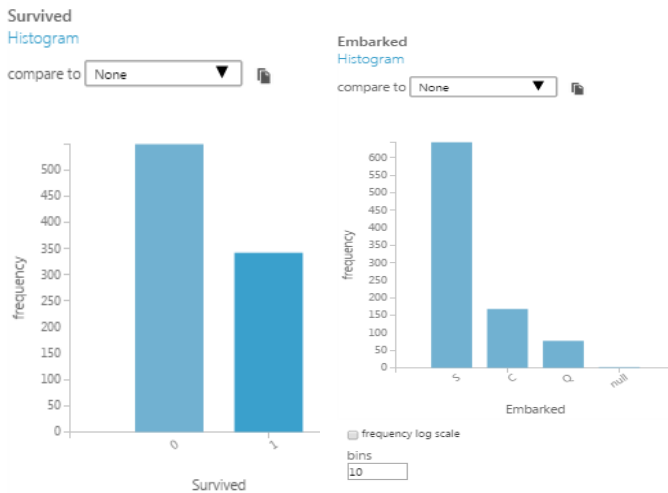 Survived
Histogram
compare to None
500
450
400
350
300
250
200
150
100
50
0
frequency
0 1
Survived
Embarked
Histogram
compare to None
600
550
500
450
400
350
300
250
200
150
100
50
0
frequency
S C Q null
Embarked
frequency log scale
bins
10